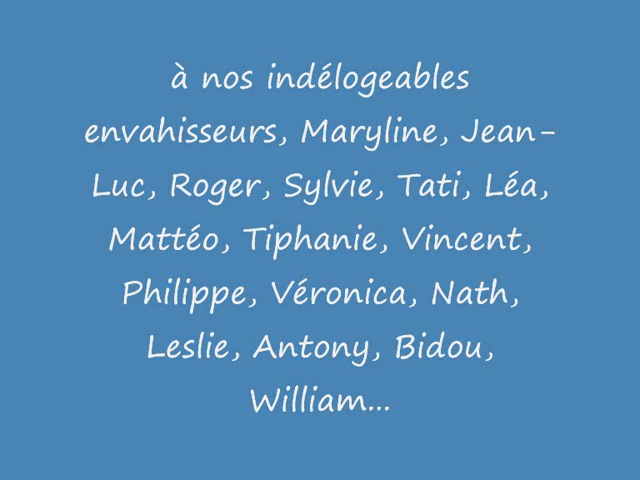 à nos indélogeables
envahisseurs, Maryline, Jean-
Luc, Roger, Sylvie, Tati, Léa,
Mattéo, Tiphanie, Vincent,
Philippe, Véronica, Nath,
Leslie, Antony, Bidou,
William...